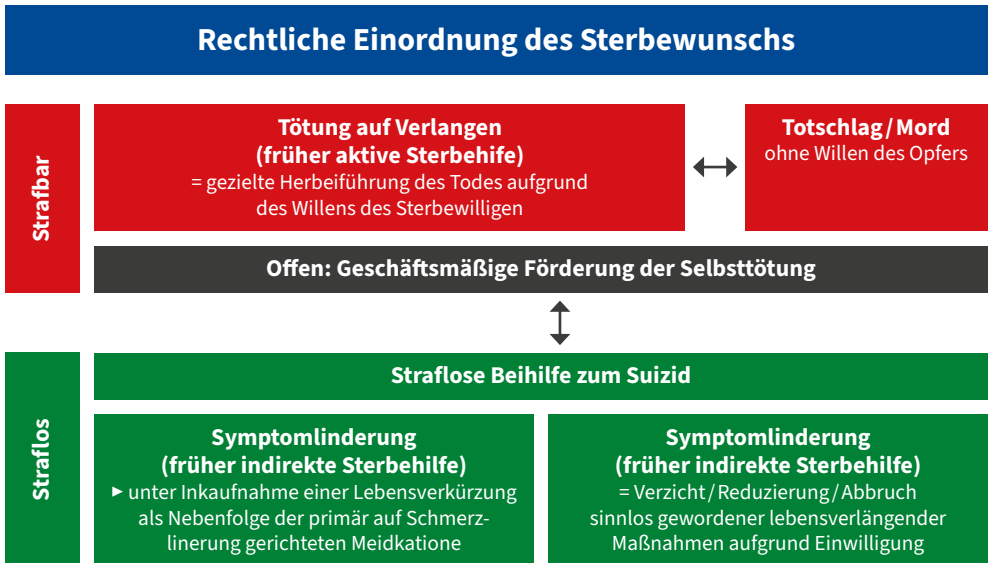 Rechtliche Einordnung des Sterbewunschs
Strafbar
Tötung auf Verlangen
(früher aktive Sterbehife)
= gezielte Herbeiführung des Todes aufgrund
des Willens des Sterbewilligen
Totschlag/Mord
ohne Willen des Opfers
Offen: Geschäftsmäßige Förderung der Selbsttötung
Straflos
Straflose Beihilfe zum Suizid
Symptomlinderung
(früher indirekte Sterbehilfe)
▸ unter Inkaufnahme einer Lebensverkürzung
als Nebenfolge der primär auf Schmerz-
linerung gerichteten Meidkatione
Symptomlinderung
(früher indirekte Sterbehilfe)
= Verzicht/Reduzierung/Abbruch
sinnlos gewordener lebensverlängender
Maßnahmen aufgrund Einwilligung